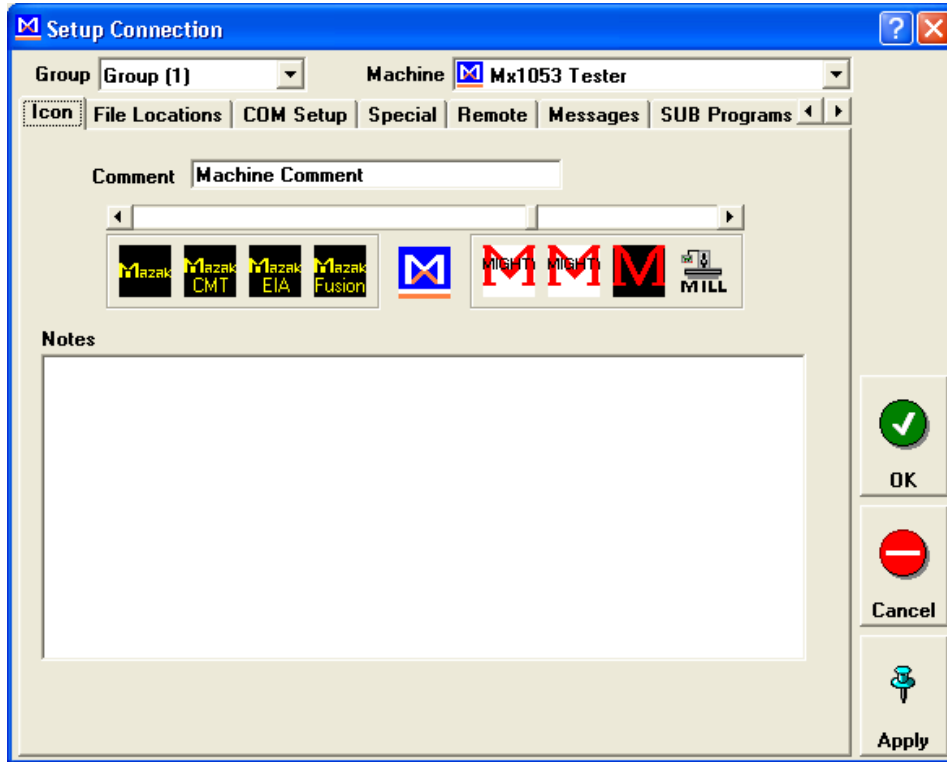 Setup Connection
Group Group (1) Machine Mx1053 Tester
Icon File Locations COM Setup Special Remote Messages SUB Programs
Comment Machine Comment
Mazak Mazak CMT Mazak EIA Mazak Fusion MIGHTY MIGHTY M MILL
Notes
OK
Cancel
Apply